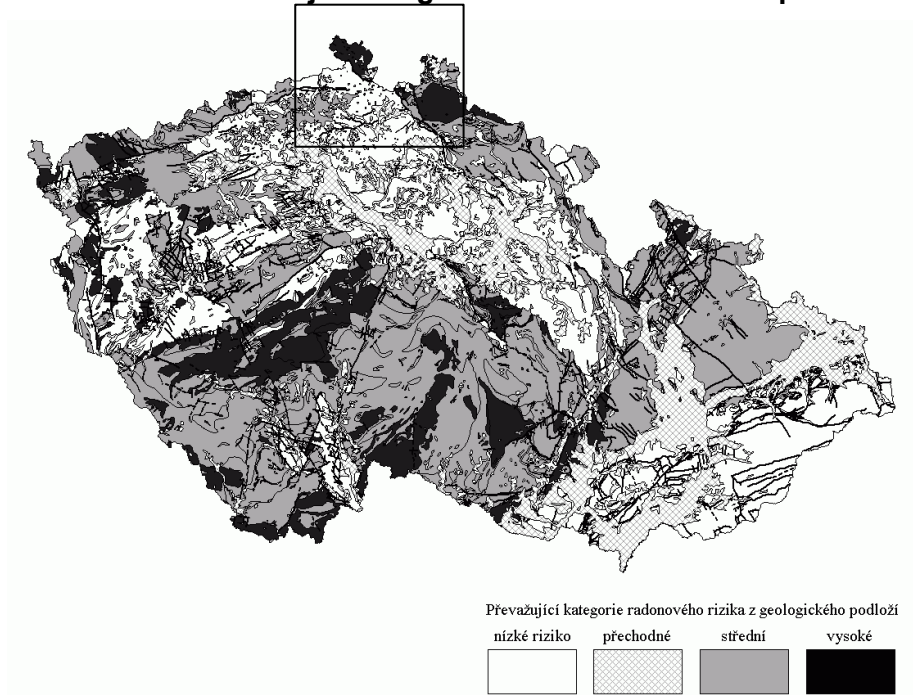 Převažující kategorie radonového rizika z geologického podloží
nízké riziko přechodné střední vysoké